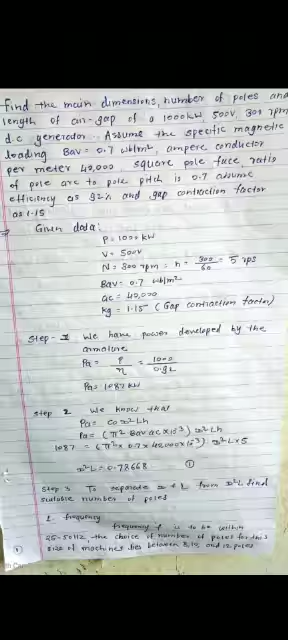 find the main dimensions, number of poles and
length of air-gap of a 1000kw, 500v, 300 rpm
d.c generator. Assume the specific magnetic
loading Bav = 0.7 wb/m², ampere conductor
per meter 40,000, square pole face, ratio
of pole arc to pole pitch is 0.7 assume
efficiency as 92% and gap contraction factor
as 1.15
Given data:
P = 1000 kW
V = 500V
N = 300 rpm = n = 300/60 = 5 rps
Bav = 0.7 wb/m²
ac = 40,000
kg = 1.15 (Gap contraction factor)
Step - I We have power developed by the
armature
Pa = P/η = 1000/0.92
Pa = 1087 kW
step 2 We know that
Pa = co D²Ln
Pa = (π² Bav ac x10⁻³) D²Ln
1087 = (π² x 0.7 x 40,000 x10⁻³) D²L x 5
D²L = 0.78668 ①
step 3 To separate D & L from D²L find
suitable number of poles
1. frequency
frequency f is to be within
25-50Hz, the choice of number of poles for this
size of machines lies between 8, 10, and 12 poles